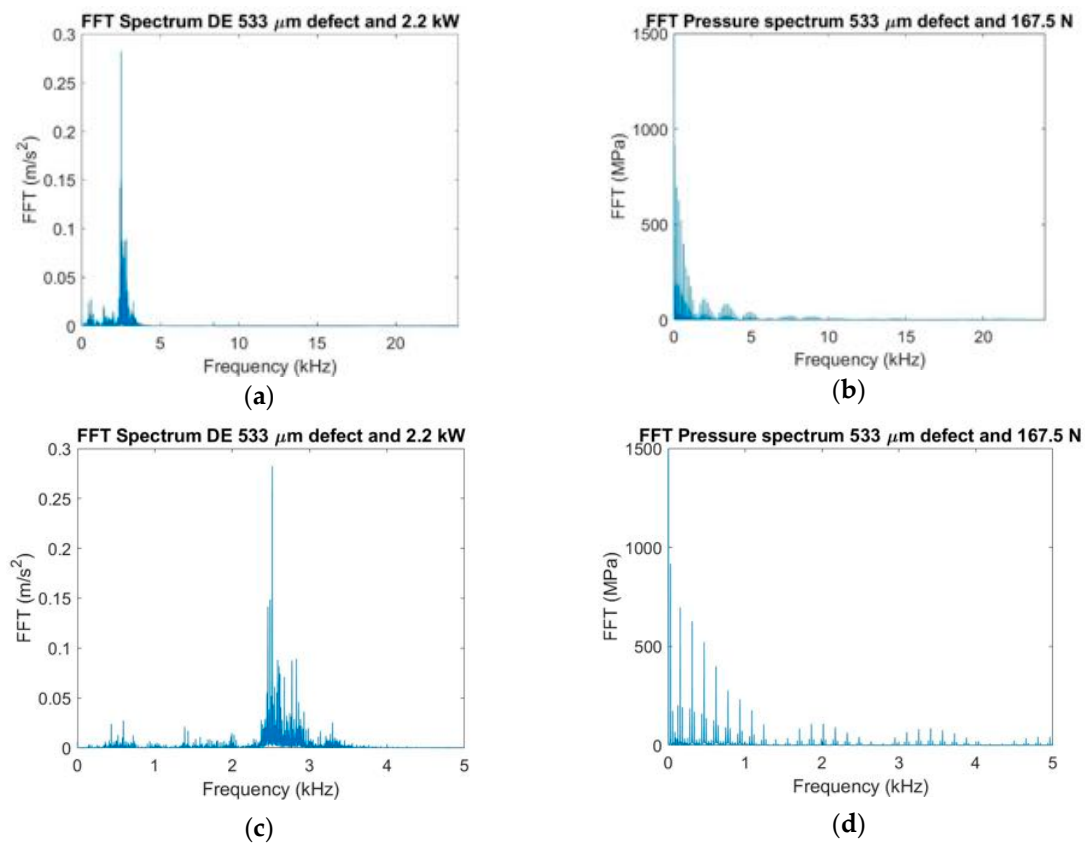 FFT Spectrum DE 533 μm defect and 2.2 kW
0.3
0.25
0.2
0.15
0.1
0.05
0
FFT (m/s²)
0 5 10 15 20
Frequency (kHz)
(a)
FFT Pressure spectrum 533 μm defect and 167.5 N
1500
1000
500
0
FFT (MPa)
0 5 10 15 20
Frequency (kHz)
(b)
FFT Spectrum DE 533 μm defect and 2.2 kW
0.3
0.25
0.2
0.15
0.1
0.05
0
FFT (m/s²)
0 1 2 3 4 5
Frequency (kHz)
(c)
FFT Pressure spectrum 533 μm defect and 167.5 N
1500
1000
500
0
FFT (MPa)
0 1 2 3 4 5
Frequency (kHz)
(d)